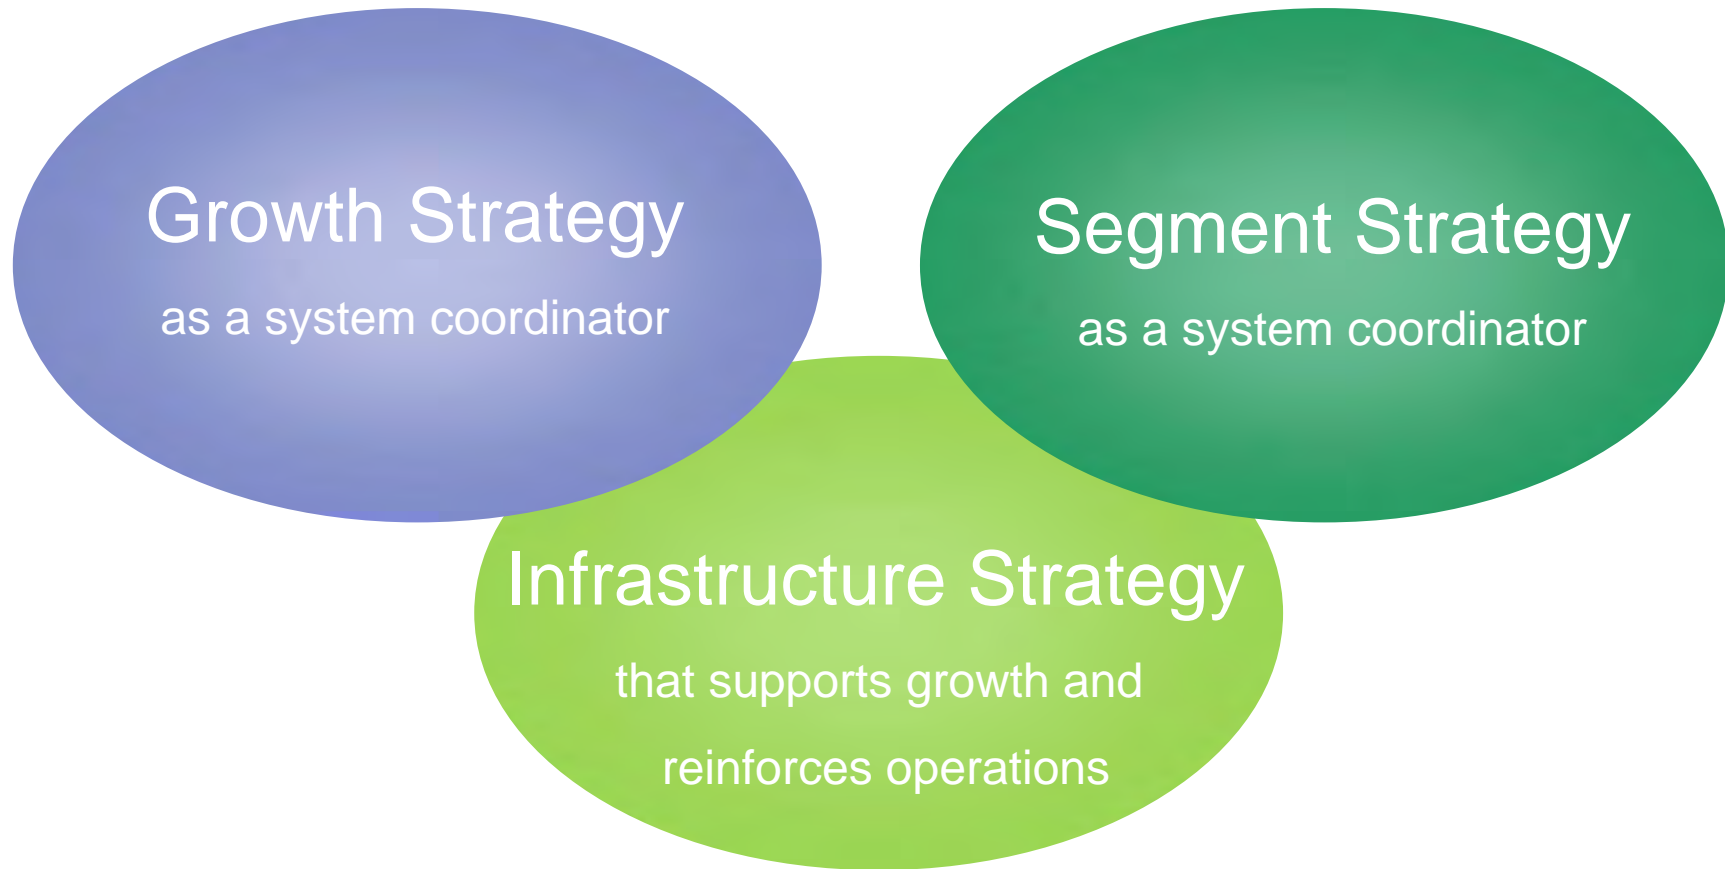 Growth Strategy
as a system coordinator
Segment Strategy
as a system coordinator
Infrastructure Strategy
that supports growth and
reinforces operations